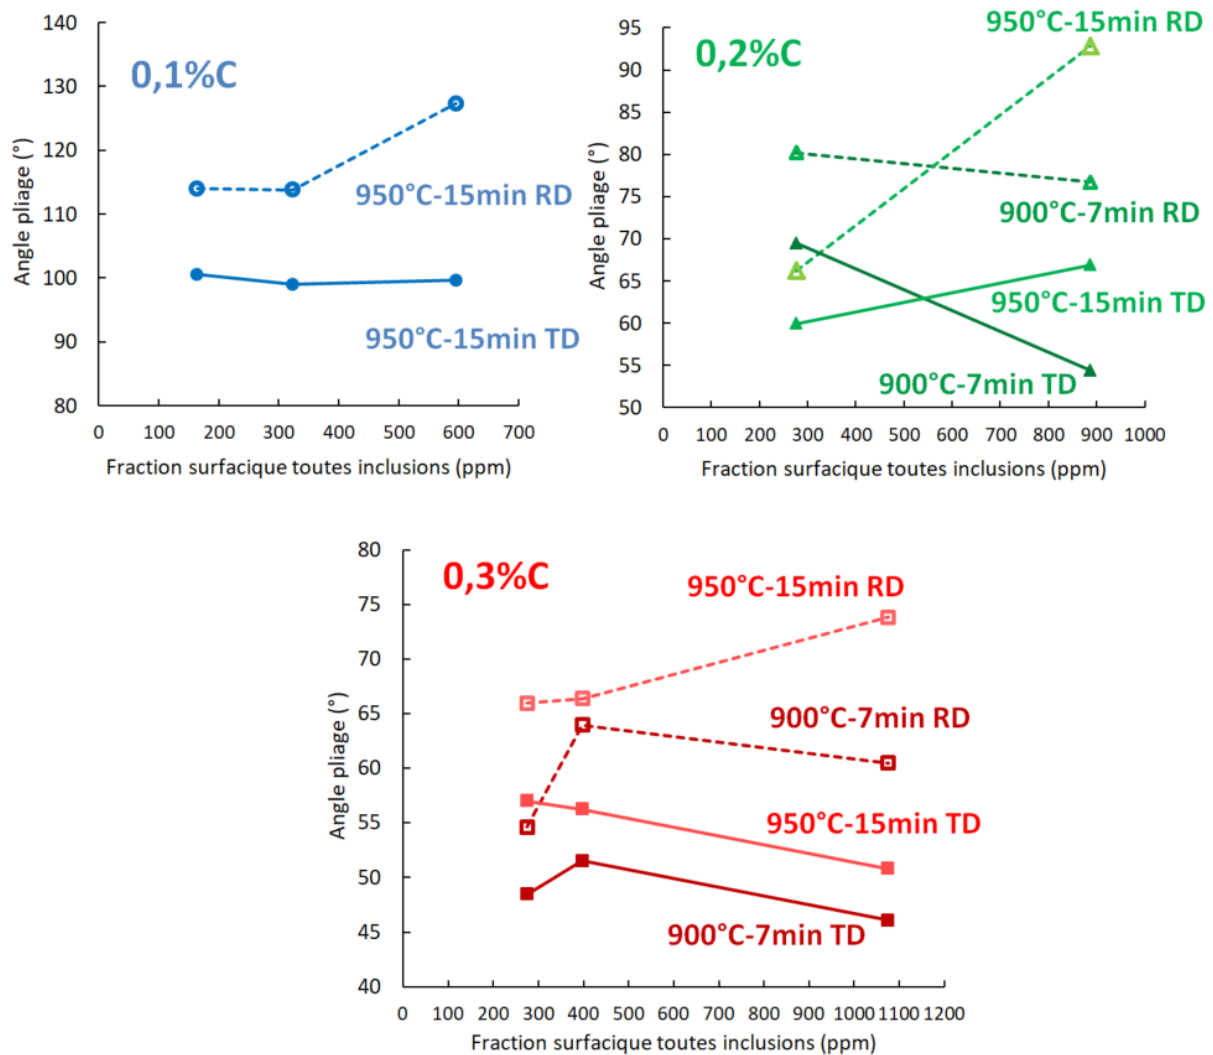 0,1%C
140
130
120
110
100
90
80
Angle pliage (°)
950°C-15min RD
950°C-15min TD
0 100 200 300 400 500 600 700
Fraction surfacique toutes inclusions (ppm)
0,2%C
95
90
85
80
75
70
65
60
55
50
Angle pliage (°)
950°C-15min RD
900°C-7min RD
950°C-15min TD
900°C-7min TD
0 100 200 300 400 500 600 700 800 900 1000
Fraction surfacique toutes inclusions (ppm)
0,3%C
80
75
70
65
60
55
50
45
40
Angle pliage (°)
950°C-15min RD
900°C-7min RD
950°C-15min TD
900°C-7min TD
0 100 200 300 400 500 600 700 800 900 1000 1100 1200
Fraction surfacique toutes inclusions (ppm)